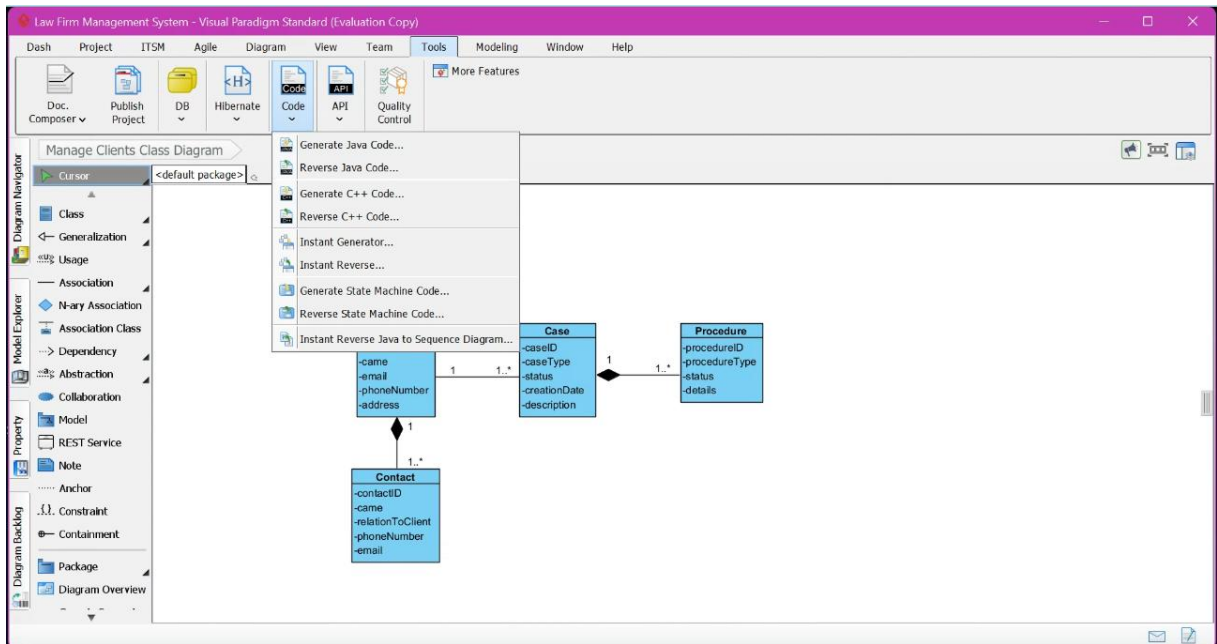 Law Firm Management System - Visual Paradigm Standard (Evaluation Copy)
Dash Project ITSM Agile Diagram View Team Tools Modeling Window Help
Doc. Composer
Publish Project
DB
<H>
Hibernate
Code
Code
API
API
Quality Control
More Features
Manage Clients Class Diagram
<default package>
Diagram Navigator
Model Explorer
Property
Diagram Backlog
Cursor
Class
Generalization
Usage
Association
N-ary Association
Association Class
Dependency
Abstraction
Collaboration
Model
REST Service
Note
Anchor
Constraint
Containment
Package
Diagram Overview
Generate Java Code...
Reverse Java Code...
Generate C++ Code...
Reverse C++ Code...
Instant Generator...
Instant Reverse...
Generate State Machine Code...
Reverse State Machine Code...
Instant Reverse Java to Sequence Diagram...
-came
-email
-phoneNumber
-address
1
1..*
Case
-caseID
-caseType
-status
-creationDate
-description
1
1..*
Procedure
-procedureID
-procedureType
-status
-details
1
1..*
Contact
-contactID
-came
-relationToClient
-phoneNumber
-email